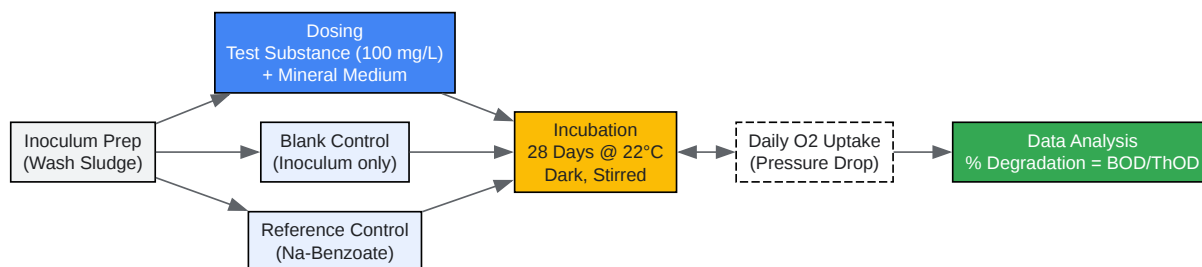 Dosing
Test Substance (100 mg/L)
+ Mineral Medium
Inoculum Prep
(Wash Sludge)
Blank Control
(Inoculum only)
Reference Control
(Na-Benzoate)
Incubation
28 Days @ 22°C
Dark, Stirred
Daily O2 Uptake
(Pressure Drop)
Data Analysis
% Degradation = BOD/ThOD